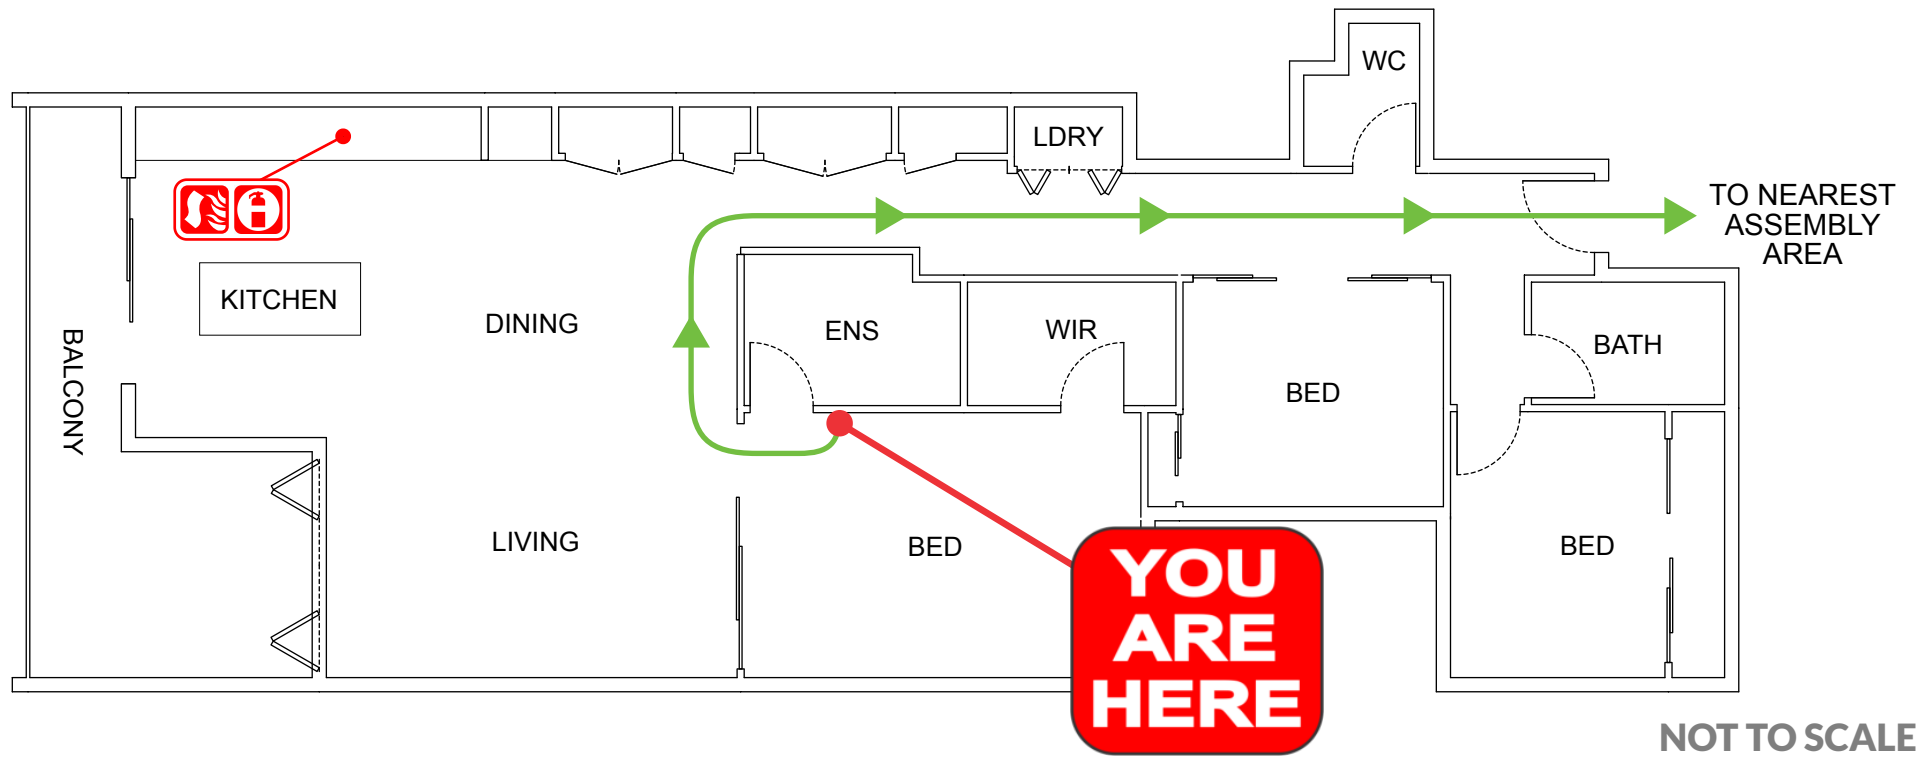 WC
LDRY
TO NEAREST
ASSEMBLY
AREA
KITCHEN
DINING
ENS
WIR
BATH
BALCONY
BED
LIVING
BED
BED
YOU
ARE
HERE
NOT TO SCALE